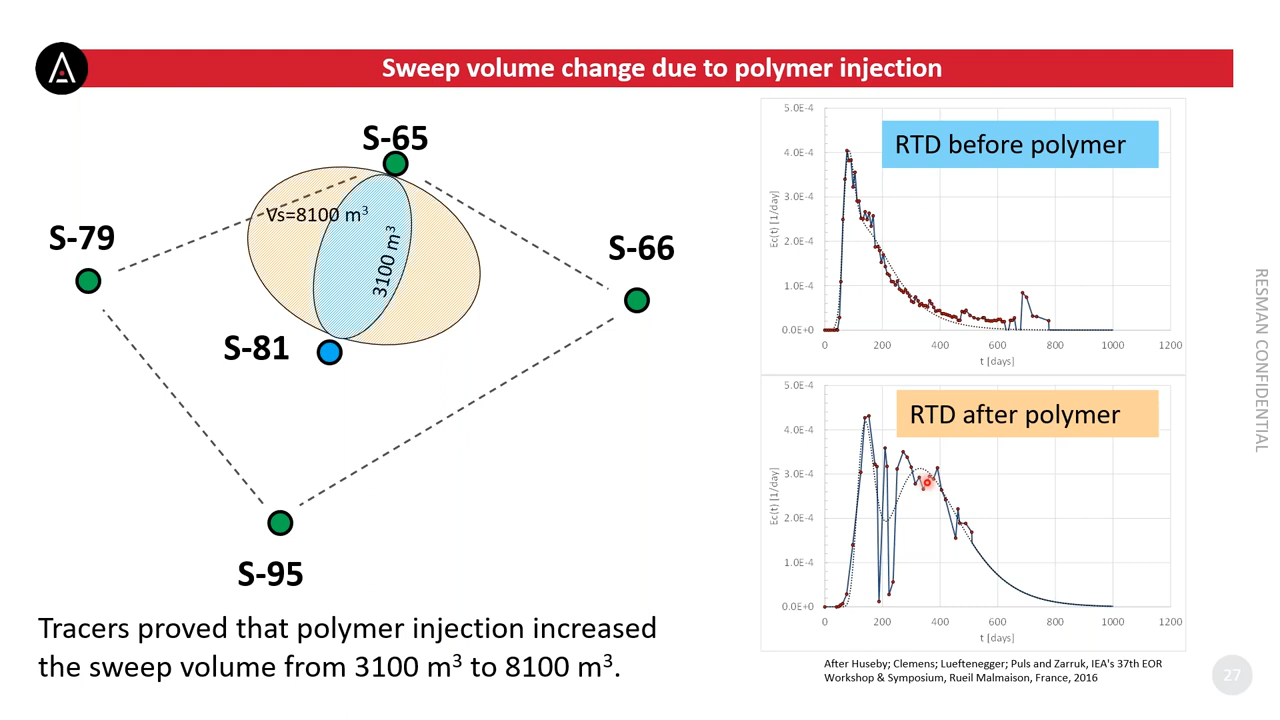 Sweep volume change due to polymer injection
S-65
Vs=8100 m³
3100 m³
S-79
S-66
S-81
S-95
Tracers proved that polymer injection increased
the sweep volume from 3100 m³ to 8100 m³.
RTD before polymer
5.0E-4
4.0E-4
3.0E-4
2.0E-4
1.0E-4
0.0E+0
Ec(t) [1/day]
0 200 400 600 800 1000 1200
t [days]
RTD after polymer
5.0E-4
4.0E-4
3.0E-4
2.0E-4
1.0E-4
0.0E+0
Ec(t) [1/day]
0 200 400 600 800 1000 1200
t [days]
After Huseby; Clemens; Lueftenegger; Puls and Zarruk, IEA's 37th EOR
Workshop & Symposium, Rueil Malmaison, France, 2016
RESMAN CONFIDENTIAL
27